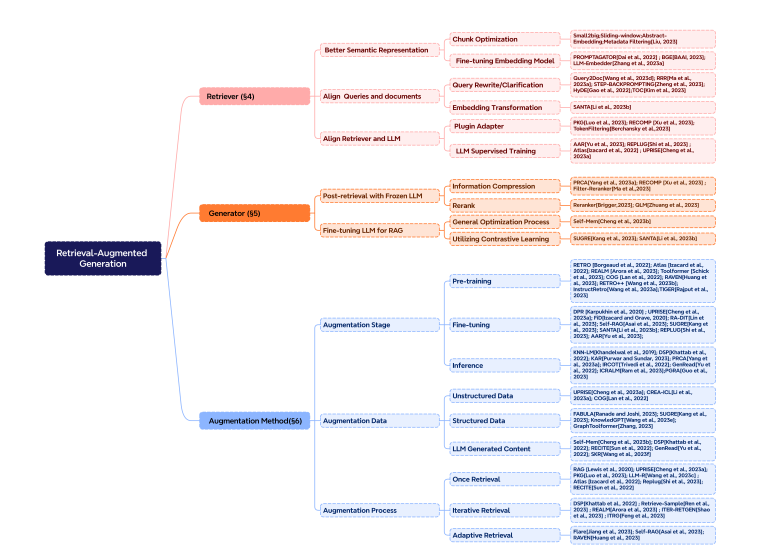 Retrieval-Augmented
Generation
Retriever (§4)
Better Semantic Representation
Chunk Optimization
Small2big;Sliding-window;Abstract-
Embedding;Metadata Filtering[Liu, 2023]
Fine-tuning Embedding Model
PROMPTAGATOR[Dai et al., 2022] ; BGE[BAAI, 2023];
LLM-Embedder[Zhang et al., 2023a]
Align Queries and documents
Query Rewrite/Clarification
Query2Doc[Wang et al., 2023d]; RRR[Ma et al.,
2023a]; STEP-BACKPROMPTING[Zheng et al., 2023];
HyDE[Gao et al., 2022];TOC[Kim et al., 2023]
Embedding Transformation
SANTA[Li et al., 2023b]
Align Retriever and LLM
Plugin Adapter
PKG[Luo et al., 2023]; RECOMP [Xu et al., 2023];
TokenFiltering[Berchansky et al.,2023]
LLM Supervised Training
AAR[Yu et al., 2023]; REPLUG[Shi et al., 2023] ;
Atlas[Izacard et al., 2022] ; UPRISE[Cheng et al.,
2023a]
Generator (§5)
Post-retrieval with Frozen LLM
Information Compression
PRCA[Yang et al., 2023a]; RECOMP [Xu et al., 2023] ;
Filter-Reranker[Ma et al.,2023]
Rerank
Reranker[Brigger,2023]; QLM[Zhuang et al., 2023]
Fine-tuning LLM for RAG
General Optimization Process
Self-Mem[Cheng et al., 2023b]
Utilizing Contrastive Learning
SUGRE[Kang et al., 2023]; SANTA[Li et al., 2023b]
Augmentation Method(§6)
Augmentation Stage
Pre-training
RETRO [Borgeaud et al., 2022]; Atlas [Izacard et al.,
2022]; REALM [Arora et al., 2023]; Toolformer [Schick
et al., 2023], COG [Lan et al., 2022]; RAVEN[Huang et
al., 2023]; RETRO++ [Wang et al., 2023b];
InstructRetro[Wang et al., 2023a];TIGER[Rajput et al.,
2023]
Fine-tuning
DPR [Karpukhin et al., 2020] ; UPRISE[Cheng et al.,
2023a]; FiD[Izacard and Grave, 2020]; RA-DIT[Lin et
al., 2023]; Self-RAG[Asai et al., 2023]; SUGRE[Kang et
al., 2023]; SANTA[Li et al., 2023b]; REPLUG[Shi et al.,
2023]; AAR[Yu et al., 2023];
Inference
KNN-LM[Khandelwal et al., 2019], DSP[Khattab et al.,
2022]; KAR[Purwar and Sundar, 2023]; PRCA[Yang et
al., 2023a]; IRCOT[Trivedi et al., 2022]; GenRead[Yu et
al., 2022]; ICRALM[Ram et al., 2023];PGRA[Guo et al.,
2023]
Augmentation Data
Unstructured Data
UPRISE[Cheng et al., 2023a]; CREA-ICL[Li et al.,
2023a], COG[Lan et al., 2022]
Structured Data
FABULA[Ranade and Joshi, 2023]; SUGRE[Kang et al.,
2023]; KnowledGPT[Wang et al., 2023e];
GraphToolformer[Zhang, 2023]
LLM Generated Content
Self-Mem[Cheng et al., 2023b]; DSP[Khattab et al.,
2022]; RECITE[Sun et al., 2022]; GenRead[Yu et al.,
2022]; SKR[Wang et al., 2023f]
Augmentation Process
Once Retrieval
RAG [Lewis et al., 2020], UPRISE[Cheng et al., 2023a];
PKG[Luo et al., 2023]; LLM-R[Wang et al., 2023c] ;
Atlas [Izacard et al., 2022]; Replug[Shi et al., 2023];
RECITE[Sun et al., 2022]
Iterative Retrieval
DSP[Khattab et al., 2022] ; Retrieve-Sample[Ren et al.,
2023] ; REALM[Arora et al., 2023] ; ITER-RETGEN[Shao
et al., 2023] ; ITRG[Feng et al., 2023]
Adaptive Retrieval
Flare[Jiang et al., 2023]; Self-RAG[Asai et al., 2023];
RAVEN[Huang et al., 2023]